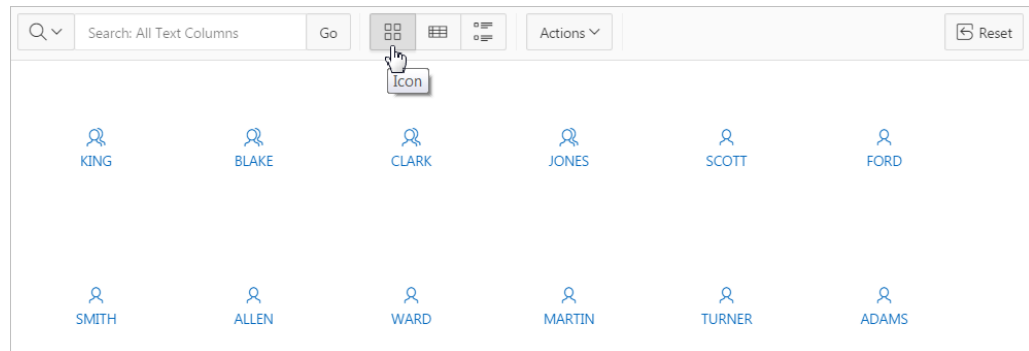 Search: All Text Columns Go Actions Reset
Icon
KING BLAKE CLARK JONES SCOTT FORD
SMITH ALLEN WARD MARTIN TURNER ADAMS